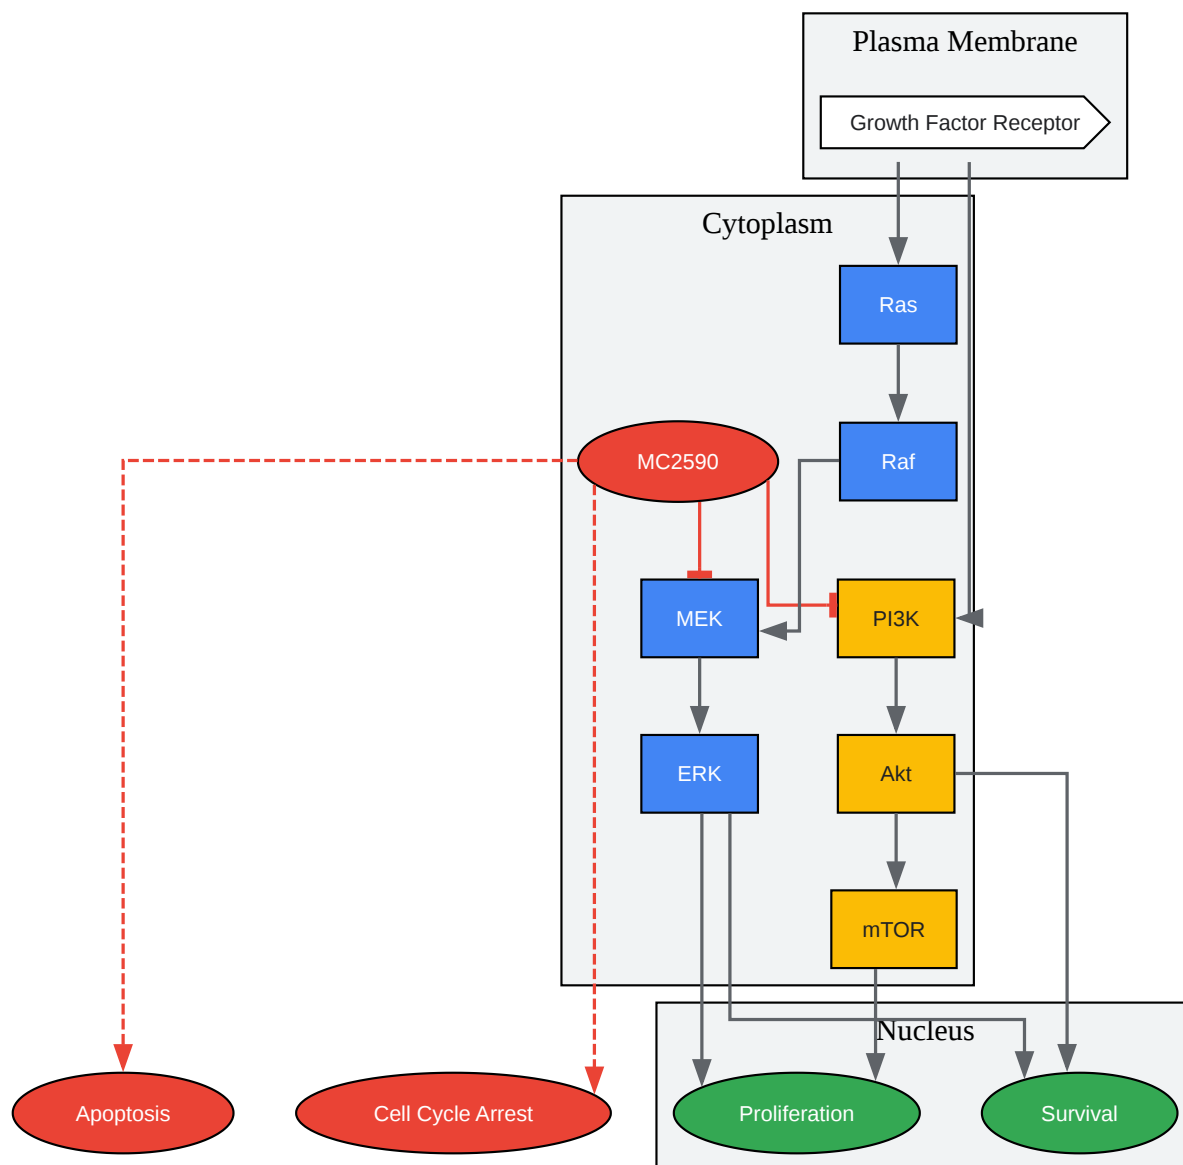 Plasma Membrane
Growth Factor Receptor
Cytoplasm
Ras
MC2590
Raf
MEK
PI3K
ERK
Akt
mTOR
Nucleus
Apoptosis
Cell Cycle Arrest
Proliferation
Survival